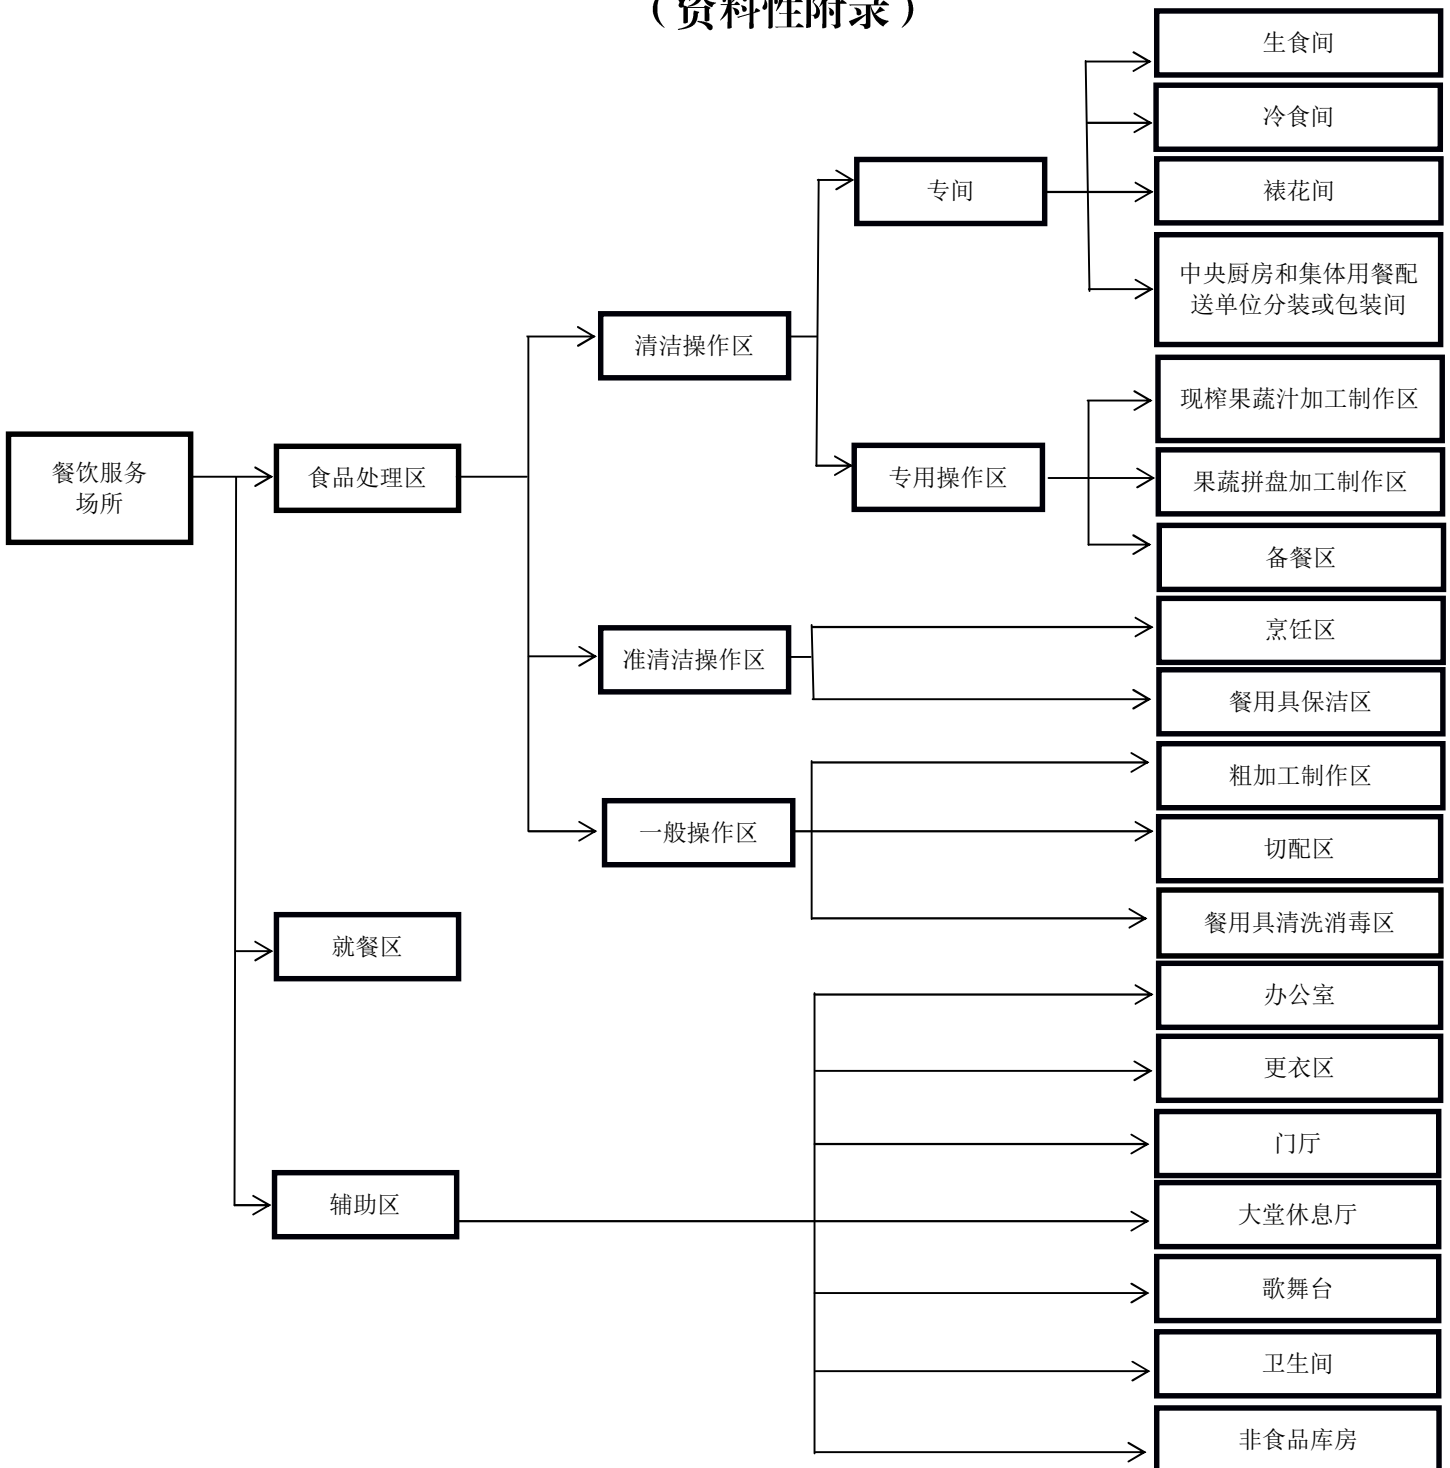 （资料性附录）
生食间
冷食间
裱花间
中央厨房和集体用餐配
送单位分装或包装间
专间
清洁操作区
现榨果蔬汁加工制作区
果蔬拼盘加工制作区
备餐区
专用操作区
餐饮服务
场所
食品处理区
烹饪区
餐用具保洁区
准清洁操作区
粗加工制作区
切配区
餐用具清洗消毒区
一般操作区
就餐区
办公室
更衣区
门厅
大堂休息厅
歌舞台
卫生间
非食品库房
辅助区